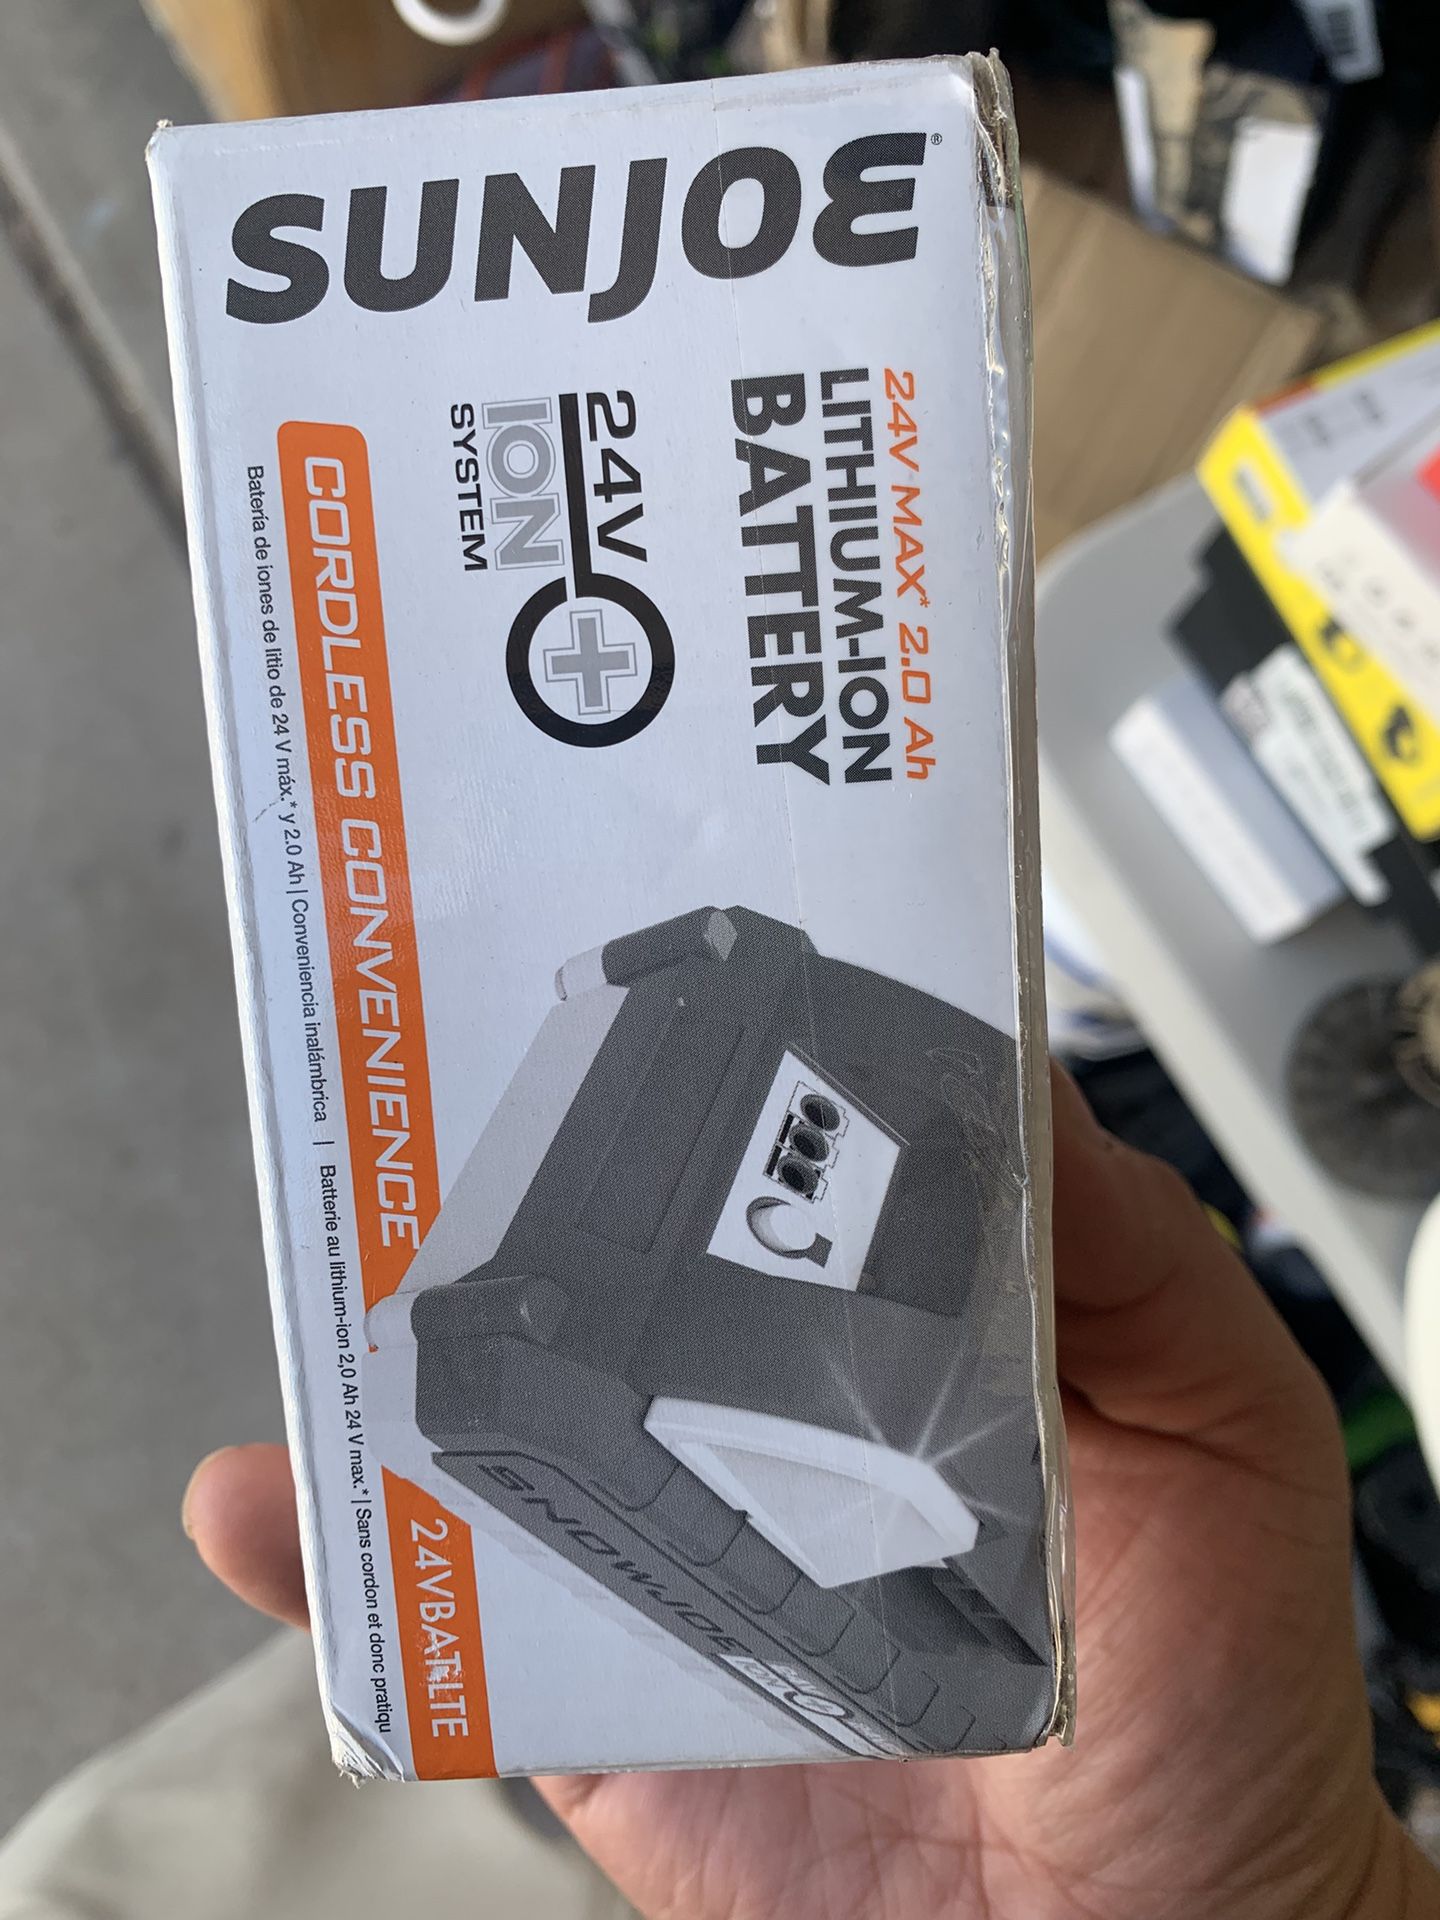 SUNJOE®
24V MAX* 2.0 Ah
LITHIUM-ION
BATTERY
24V
ION
SYSTEM
CORDLESS CONVENIENCE
24VBAT-LTE
Batería de iones de litio de 24 V máx.* y 2.0 Ah | Conveniencia inalámbrica | Batterie au lithium-ion 2,0 Ah 24 V max.* | Sans cordon et donc pratiqu
SNOWJOE